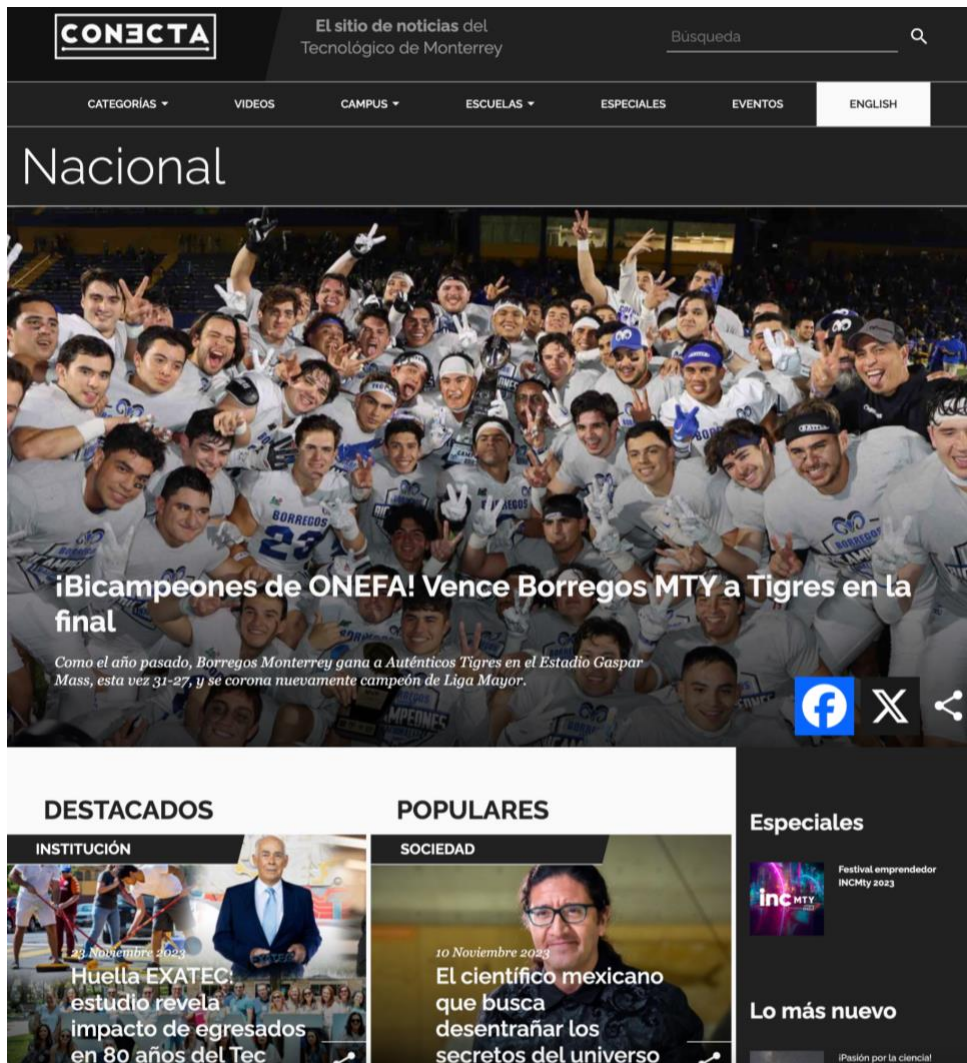 CONECTA
El sitio de noticias del
Tecnológico de Monterrey
Búsqueda
CATEGORÍAS
VIDEOS
CAMPUS
ESCUELAS
ESPECIALES
EVENTOS
ENGLISH
Nacional
BORREGOS
23
¡Bicampeones de ONEFA! Vence Borregos MTY a Tigres en la
final
Como el año pasado, Borregos Monterrey gana a Auténticos Tigres en el Estadio Gaspar
Mass, esta vez 31-27, y se corona nuevamente campeón de Liga Mayor.
DESTACADOS
INSTITUCIÓN
23 Noviembre 2023
Huella EXATEC:
estudio revela
impacto de egresados
en 80 años del Tec
POPULARES
SOCIEDAD
10 Noviembre 2023
El científico mexicano
que busca
desentrañar los
secretos del universo
Especiales
inc MTY
Festival emprendedor
INCMty 2023
Lo más nuevo
¡Pasión por la ciencia!